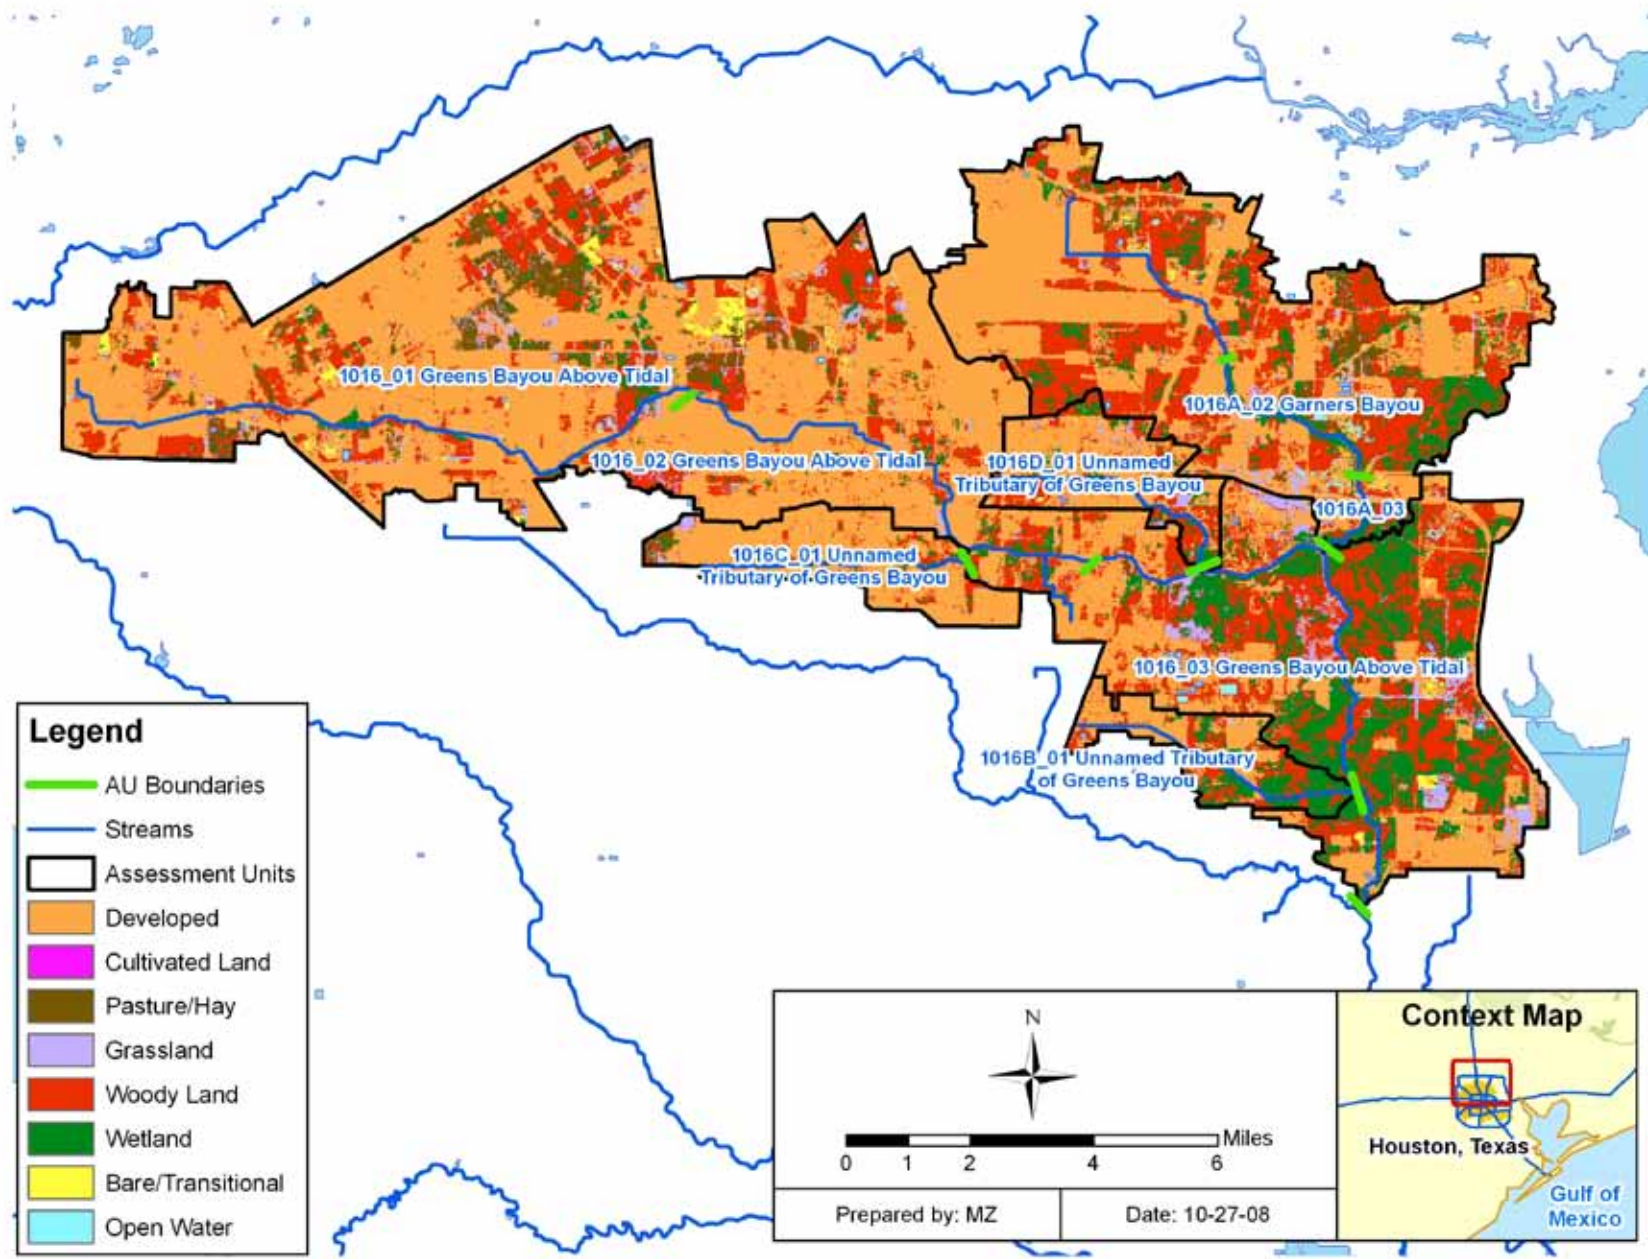 1016_01 Greens Bayou Above Tidal
1016A_02 Garners Bayou
1016_02 Greens Bayou Above Tidal
1016D_01 Unnamed
Tributary of Greens Bayou
1016A_03
1016C_01 Unnamed
Tributary of Greens Bayou
1016_03 Greens Bayou Above Tidal
1016B_01 Unnamed Tributary
of Greens Bayou
Legend
AU Boundaries
Streams
Assessment Units
Developed
Cultivated Land
Pasture/Hay
Grassland
Woody Land
Wetland
Bare/Transitional
Open Water
N
Miles
0 1 2 4 6
Prepared by: MZ
Date: 10-27-08
Context Map
Houston, Texas
Gulf of
Mexico